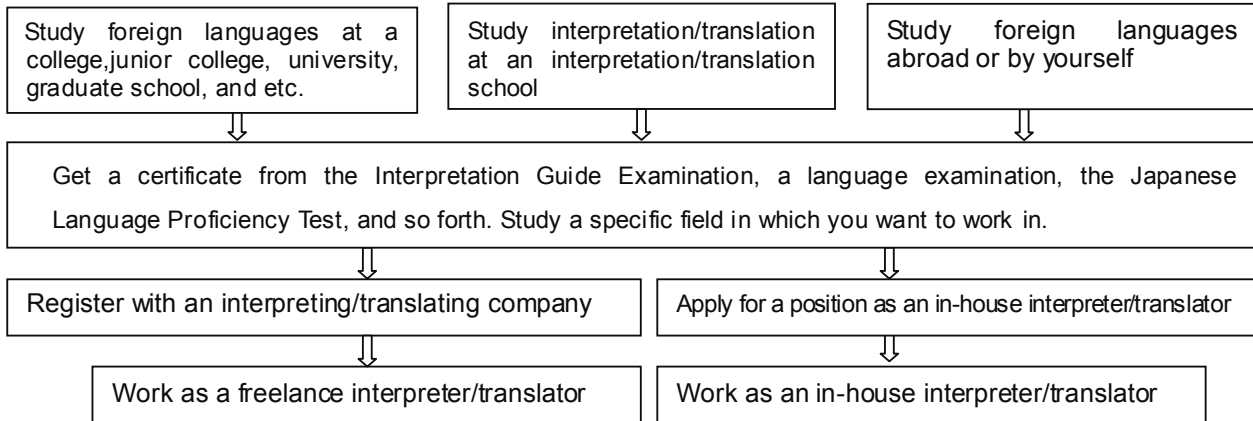 Study foreign languages at a
college,junior college, university,
graduate school, and etc.
Study interpretation/translation
at an interpretation/translation
school
Study foreign languages
abroad or by yourself
Get a certificate from the Interpretation Guide Examination, a language examination, the Japanese
Language Proficiency Test, and so forth. Study a specific field in which you want to work in.
Register with an interpreting/translating company
Apply for a position as an in-house interpreter/translator
Work as a freelance interpreter/translator
Work as an in-house interpreter/translator